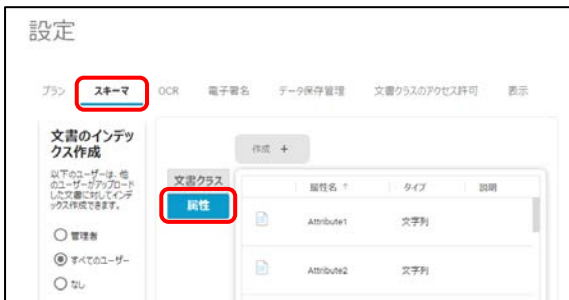 設定
プラン スキーマ OCR 電子署名 データ保存管理 文書クラスのアクセス許可 表示
文書のインデッ
クス作成
以下のユーザーは、他
のユーザーがアップロード
した文書に対してインデ
ックス作成できます。
管理者
すべてのユーザー
なし
作成 +
文書クラス
属性
属性名 ↑ タイプ 説明
Attribute1 文字列
Attribute2 文字列